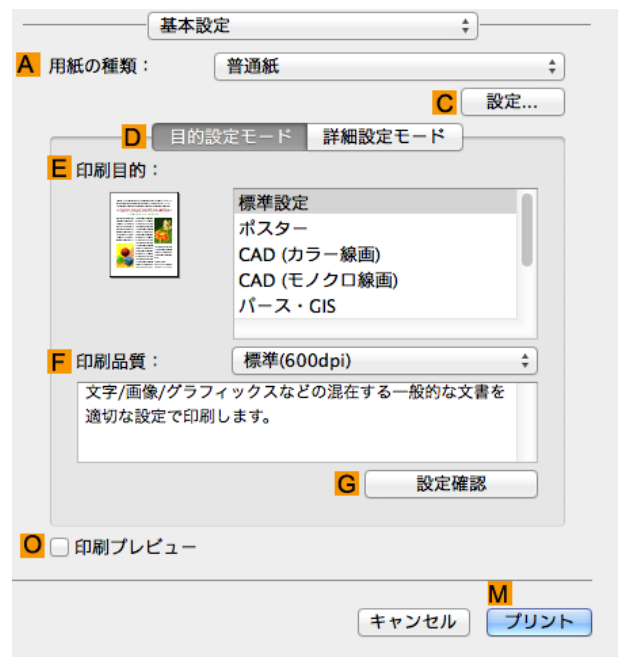 基本設定
A 用紙の種類： 普通紙
C 設定...
D 目的設定モード 詳細設定モード
E 印刷目的：
標準設定
ポスター
CAD (カラー線画)
CAD (モノクロ線画)
パース・GIS
F 印刷品質： 標準(600dpi)
文字/画像/グラフィックスなどの混在する一般的な文書を
適切な設定で印刷します。
G 設定確認
O 印刷プレビュー
M
キャンセル プリント